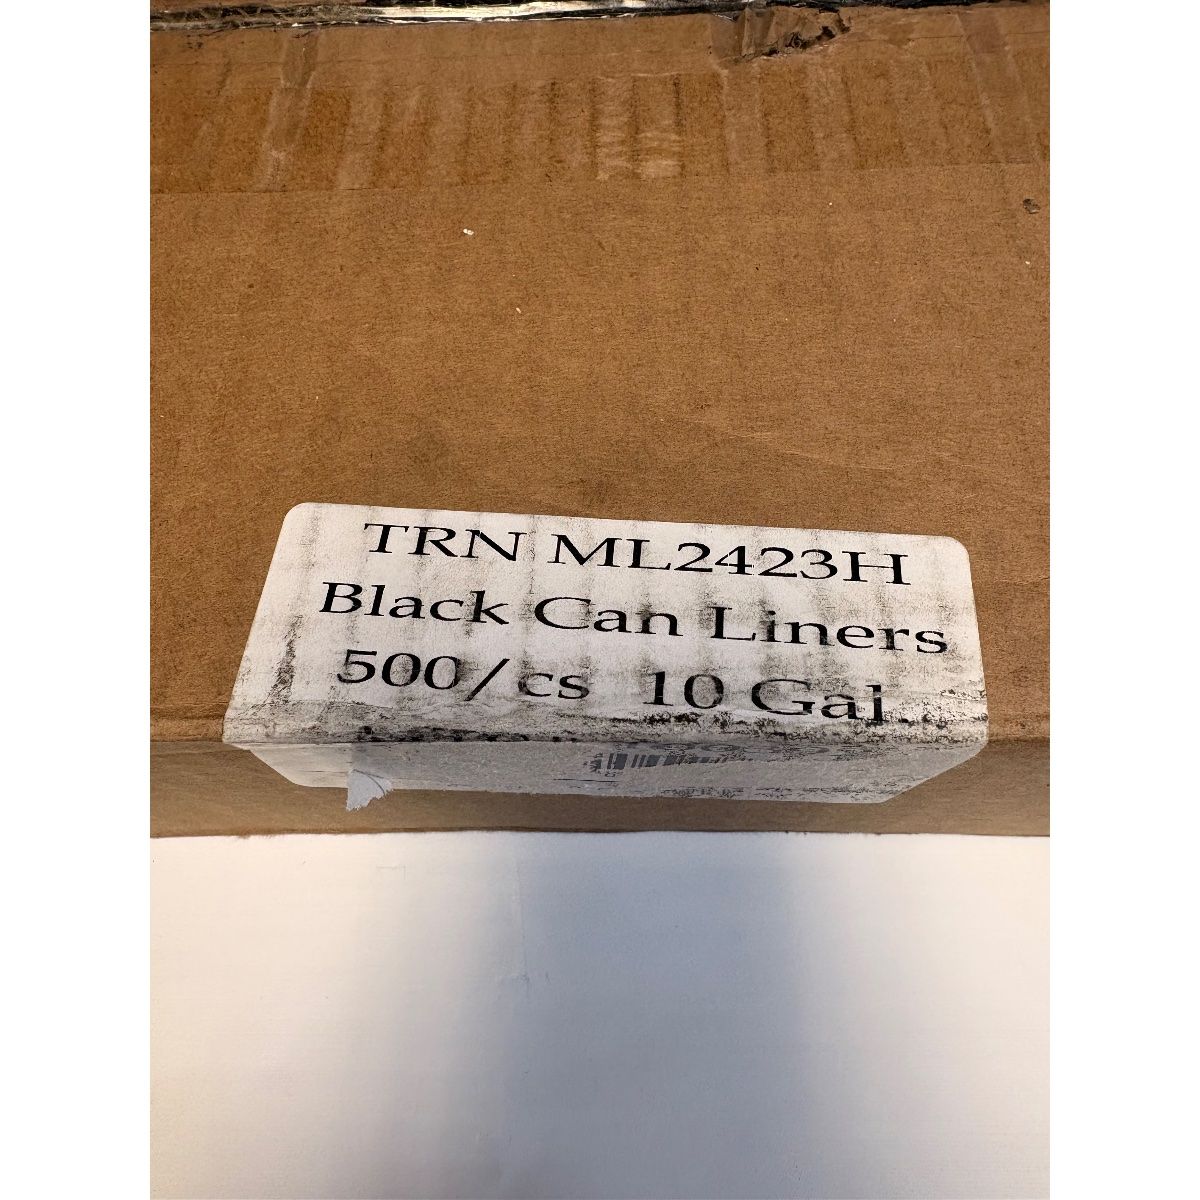 TRN ML2423H
Black Can Liners
500/cs 10 Gal.